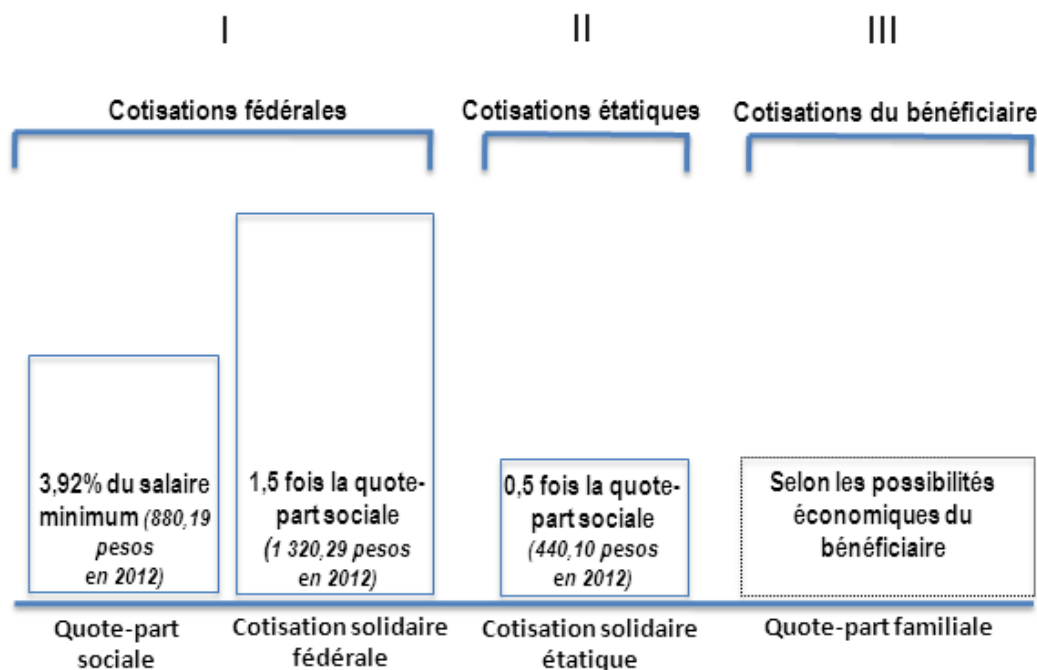 I
II
III
Cotisations fédérales
Cotisations étatiques
Cotisations du bénéficiaire
3,92% du salaire
minimum (880,19
pesos
en 2012)
1,5 fois la quote-
part sociale
(1 320,29 pesos
en 2012)
0,5 fois la quote-
part sociale
(440,10 pesos
en 2012)
Selon les possibilités
économiques du
bénéficiaire
Quote-part
sociale
Cotisation solidaire
fédérale
Cotisation solidaire
étatique
Quote-part familiale